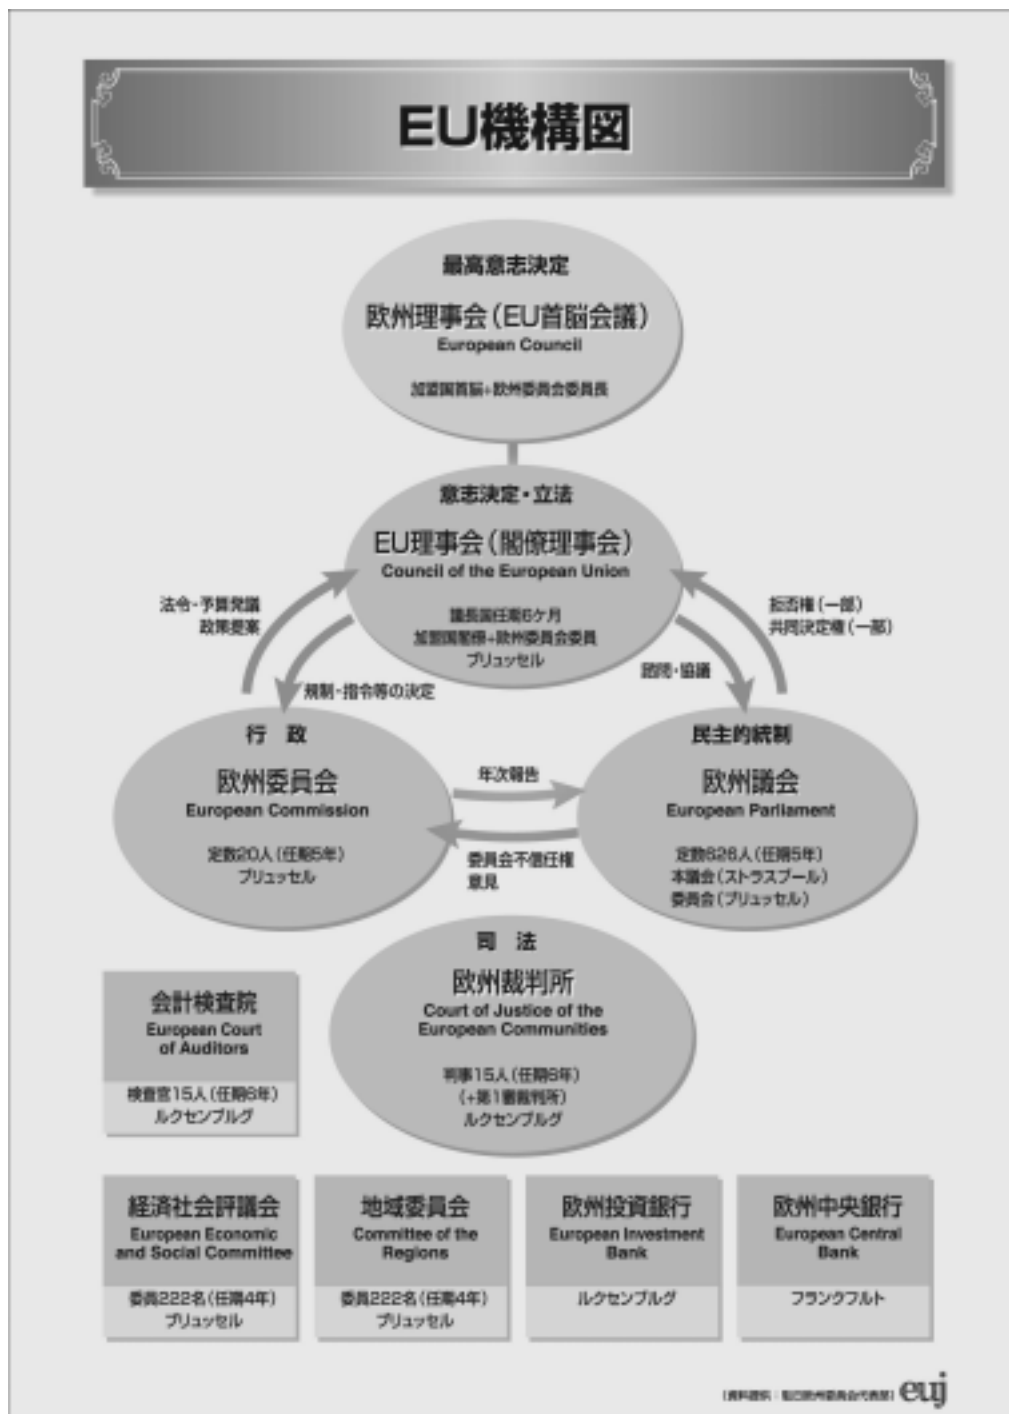 EU機構図
最高意志決定
欧州理事会(EU首脳会議)
European Council
加盟国首脳+欧州委員会委員長
意志決定・立法
EU理事会(閣僚理事会)
Council of the European Union
議長国任期6ケ月
加盟国閣僚+欧州委員会委員
ブリュッセル
法令・予算発議
政策提案
規制・指令等の決定
拒否権(一部)
共同決定権(一部)
諮問・協議
行 政
欧州委員会
European Commission
定数20人(任期5年)
ブリュッセル
年次報告
委員会不信任権
意見
民主的統制
欧州議会
European Parliament
定数626人(任期5年)
本議会(ストラスブール)
委員会(ブリュッセル)
司 法
欧州裁判所
Court of Justice of the
European Communities
判事15人(任期6年)
(+第1審裁判所)
ルクセンブルグ
会計検査院
European Court
of Auditors
検査官15人(任期6年)
ルクセンブルグ
経済社会評議会
European Economic
and Social Committee
委員222名(任期4年)
ブリュッセル
地域委員会
Committee of the
Regions
委員222名(任期4年)
ブリュッセル
欧州投資銀行
European Investment
Bank
ルクセンブルグ
欧州中央銀行
European Central
Bank
フランクフルト
(資料提供:駐日欧州委員会代表部) euj